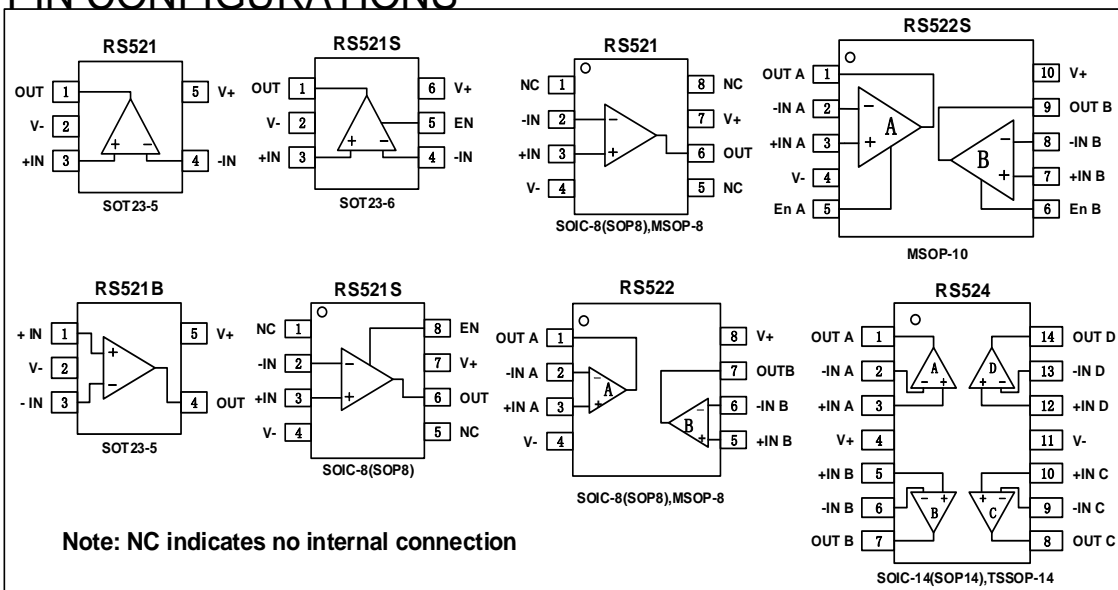 PIN CONFIGURATIONS
RS521
OUT 1
V- 2
+IN 3
5 V+
4 -IN
+ −
SOT23-5
RS521S
OUT 1
V- 2
+IN 3
6 V+
5 EN
4 -IN
+ −
SOT23-6
RS521
NC 1
-IN 2
+IN 3
V- 4
8 NC
7 V+
6 OUT
5 NC
−
+
SOIC-8(SOP8),MSOP-8
RS522S
OUT A 1
-IN A 2
+IN A 3
V- 4
En A 5
10 V+
9 OUT B
8 -IN B
7 +IN B
6 En B
−
A
+
−
B
+
MSOP-10
RS521B
+ IN 1
V- 2
- IN 3
5 V+
4 OUT
+
−
SOT23-5
RS521S
NC 1
-IN 2
+IN 3
V- 4
8 EN
7 V+
6 OUT
5 NC
−
+
SOIC-8(SOP8)
RS522
OUT A 1
-IN A 2
+IN A 3
V- 4
8 V+
7 OUTB
6 -IN B
5 +IN B
−
A
+
−
B
+
SOIC-8(SOP8),MSOP-8
RS524
OUT A 1
-IN A 2
+IN A 3
V+ 4
+IN B 5
-IN B 6
OUT B 7
14 OUT D
13 -IN D
12 +IN D
11 V-
10 +IN C
9 -IN C
8 OUT C
A
− +
D
+ −
− +
B
+ −
C
SOIC-14(SOP14),TSSOP-14
Note: NC indicates no internal connection